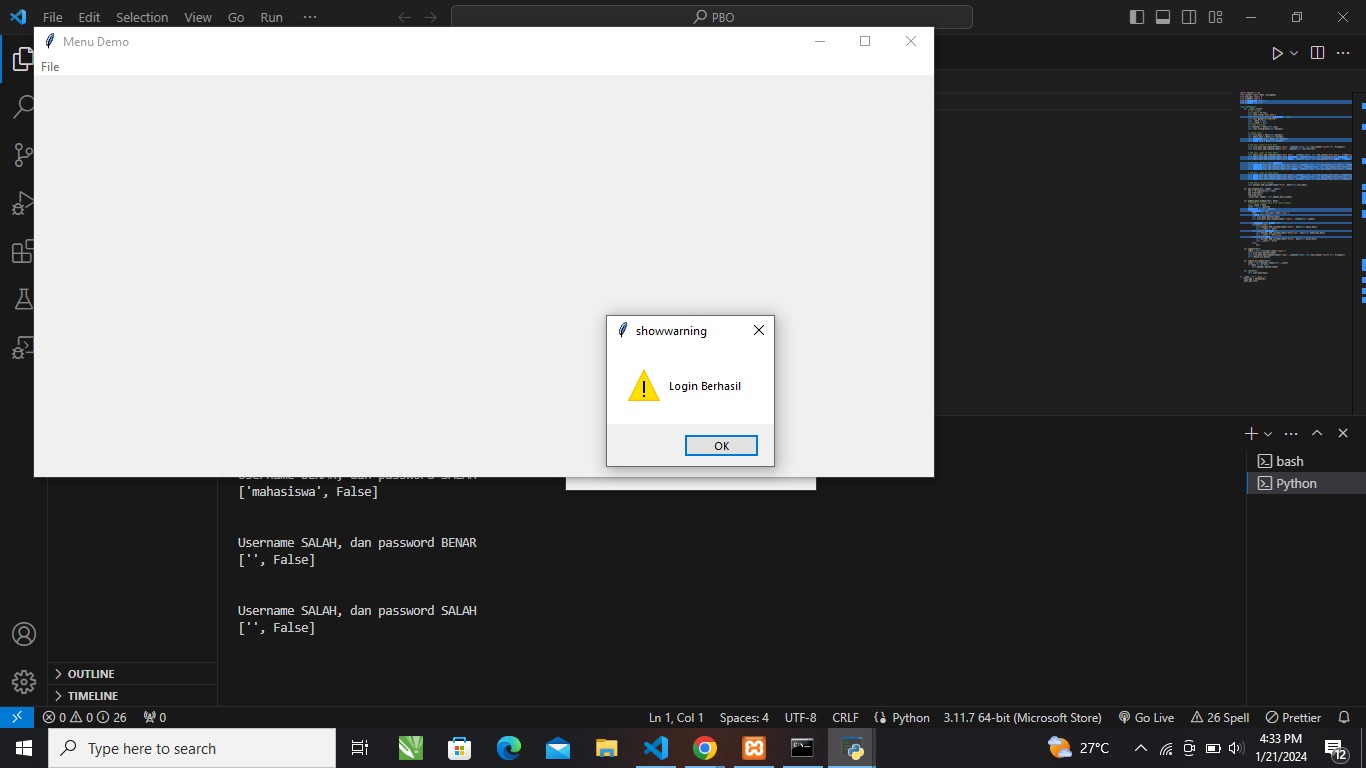 File Edit Selection View Go Run ···
PBO
Menu Demo
File
showwarning
Login Berhasil
OK
Username BENAR, dan password SALAH
['mahasiswa', False]
Username SALAH, dan password BENAR
['', False]
Username SALAH, dan password SALAH
['', False]
bash
Python
OUTLINE
TIMELINE
0 0 26 0
Ln 1, Col 1 Spaces: 4 UTF-8 CRLF Python 3.11.7 64-bit (Microsoft Store) Go Live 26 Spell Prettier
Type here to search
27°C
4:33 PM
1/21/2024
12